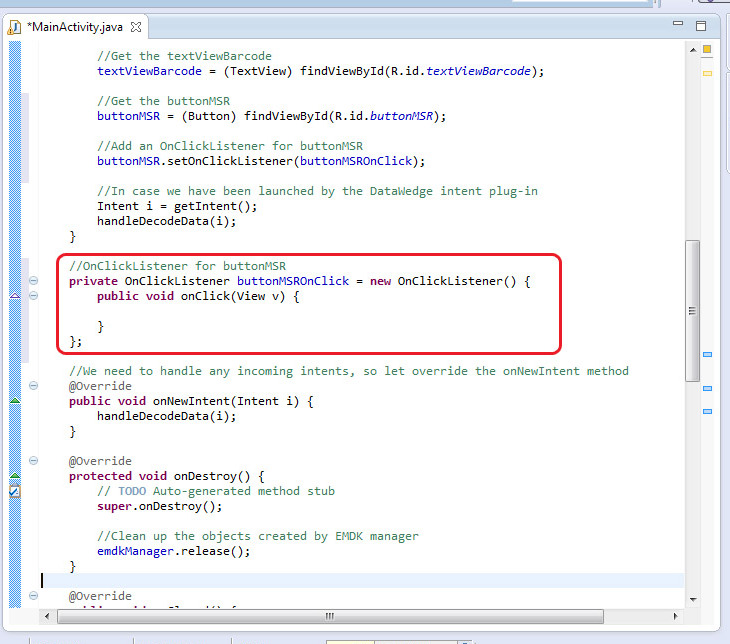 *MainActivity.java
//Get the textViewBarcode
textViewBarcode = (TextView) findViewById(R.id.textViewBarcode);
//Get the buttonMSR
buttonMSR = (Button) findViewById(R.id.buttonMSR);
//Add an OnClickListener for buttonMSR
buttonMSR.setOnClickListener(buttonMSROnClick);
//In case we have been launched by the DataWedge intent plug-in
Intent i = getIntent();
handleDecodeData(i);
}
//OnClickListener for buttonMSR
private OnClickListener buttonMSROnClick = new OnClickListener() {
public void onClick(View v) {
}
};
//We need to handle any incoming intents, so let override the onNewIntent method
@Override
public void onNewIntent(Intent i) {
handleDecodeData(i);
}
@Override
protected void onDestroy() {
// TODO Auto-generated method stub
super.onDestroy();
//Clean up the objects created by EMDK manager
emdkManager.release();
}
@Override